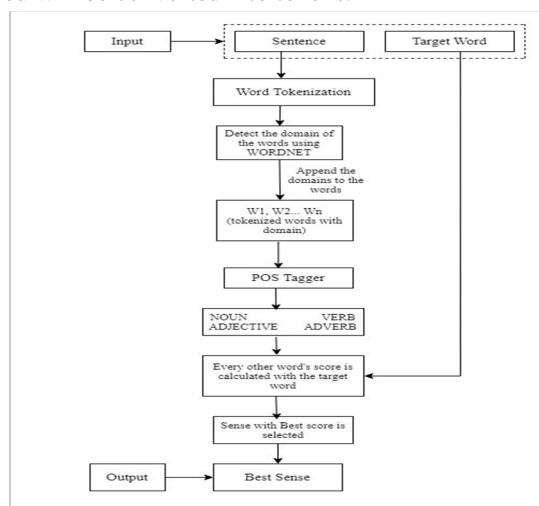 Input
Sentence
Target Word
Word Tokenization
Detect the domain of
the words using
WORDNET
Append the
domains to the
words
W1, W2... Wn
(tokenized words with
domain)
POS Tagger
NOUN VERB
ADJECTIVE ADVERB
Every other word's score is
calculated with the target
word
Sense with Best score is
selected
Output
Best Sense